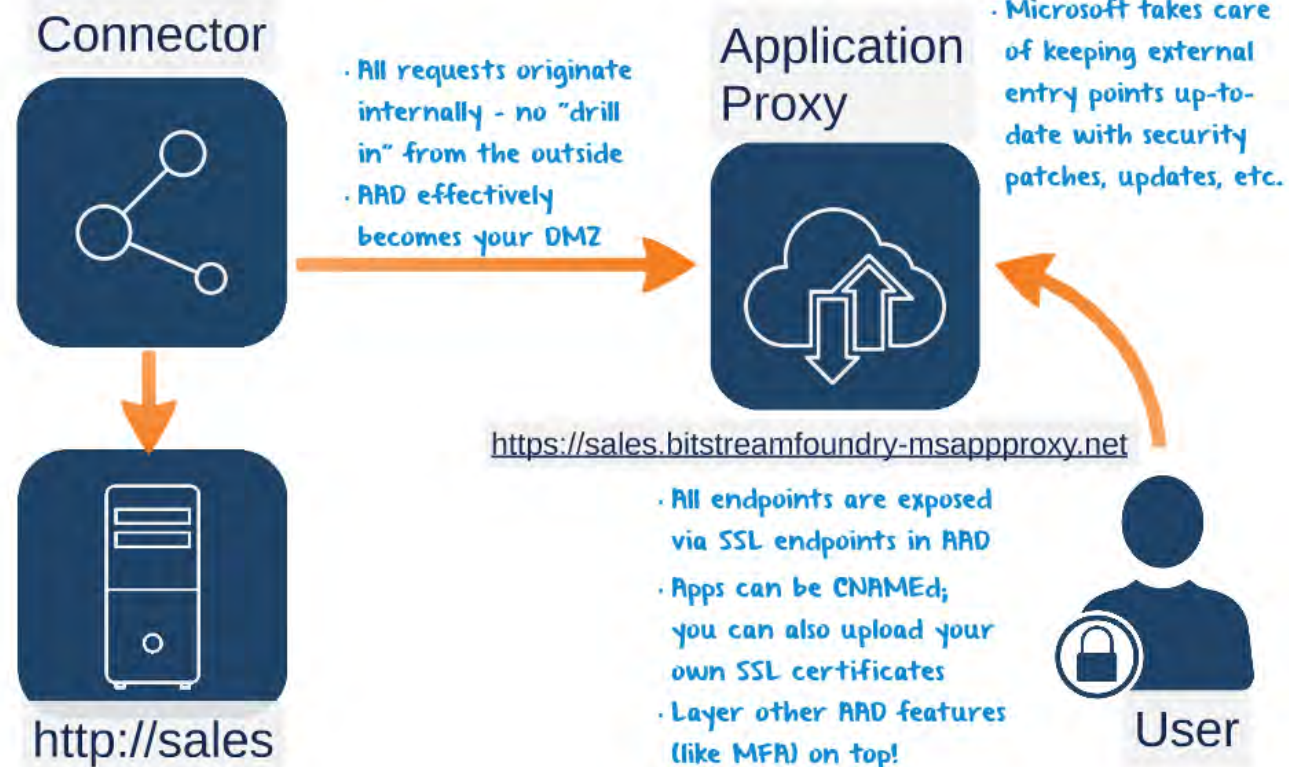 Connector
· All requests originate
internally - no "drill
in" from the outside
· AAD effectively
becomes your DMZ
Application
Proxy
· Microsoft takes care
of keeping external
entry points up-to-
date with security
patches, updates, etc.
https://sales.bitstreamfoundry-msappproxy.net
· All endpoints are exposed
via SSL endpoints in AAD
· Apps can be CNAMEd;
you can also upload your
own SSL certificates
· Layer other AAD features
(like MFA) on top!
http://sales
User